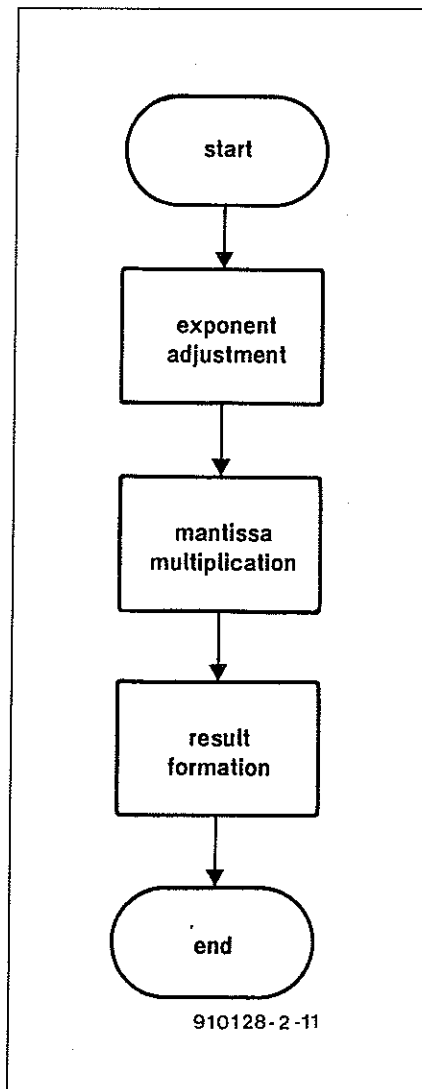 start
exponent
adjustment
mantissa
multiplication
result
formation
end
910128-2-11